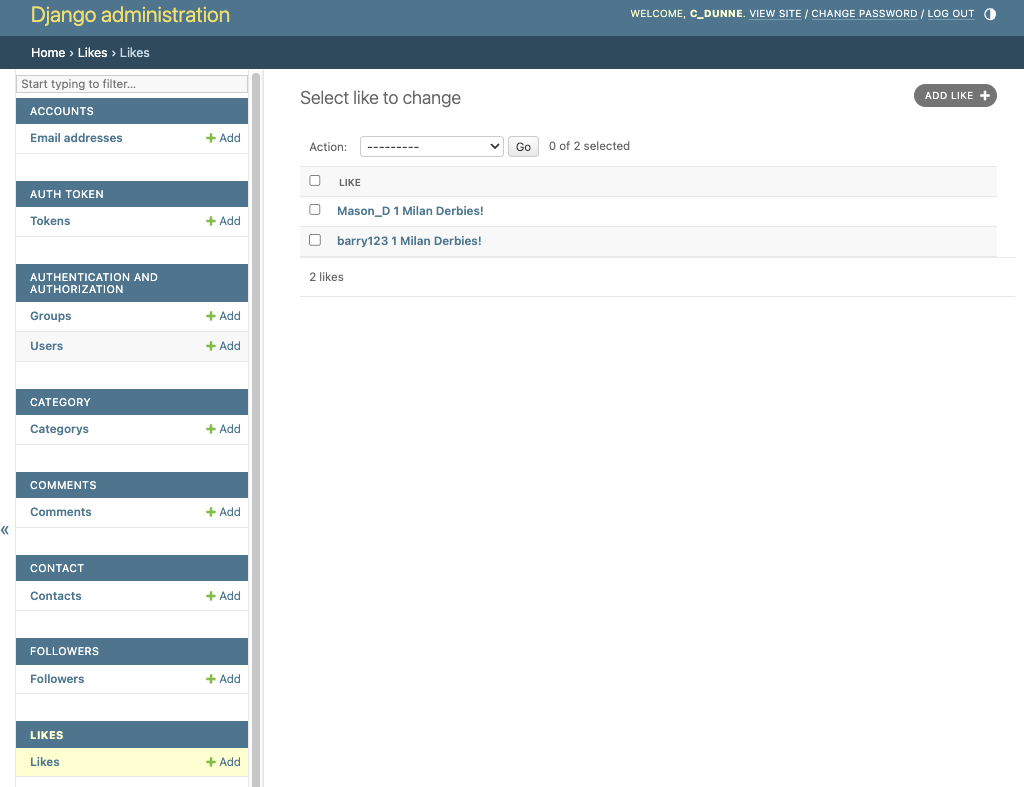 Django administration
WELCOME, C_DUNNE. VIEW SITE / CHANGE PASSWORD / LOG OUT
Home › Likes › Likes
Start typing to filter...
ACCOUNTS
Email addresses + Add
AUTH TOKEN
Tokens + Add
AUTHENTICATION AND
AUTHORIZATION
Groups + Add
Users + Add
CATEGORY
Categorys + Add
COMMENTS
Comments + Add
CONTACT
Contacts + Add
FOLLOWERS
Followers + Add
LIKES
Likes + Add
«
Select like to change
ADD LIKE +
Action: --------- Go 0 of 2 selected
LIKE
Mason_D 1 Milan Derbies!
barry123 1 Milan Derbies!
2 likes